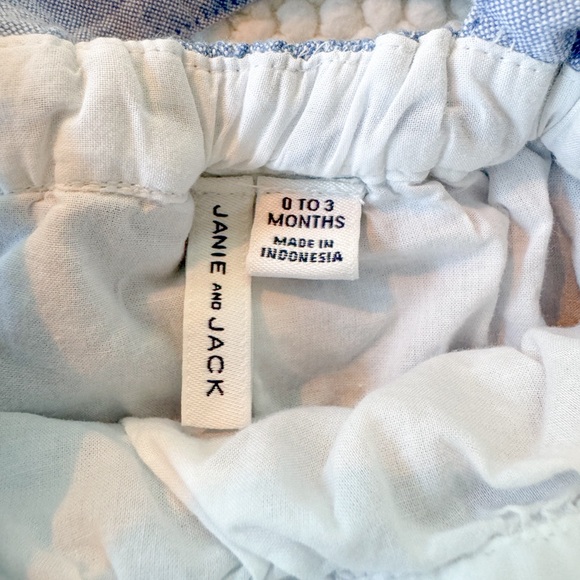 JANIE AND JACK
0 TO 3
MONTHS
MADE IN
INDONESIA